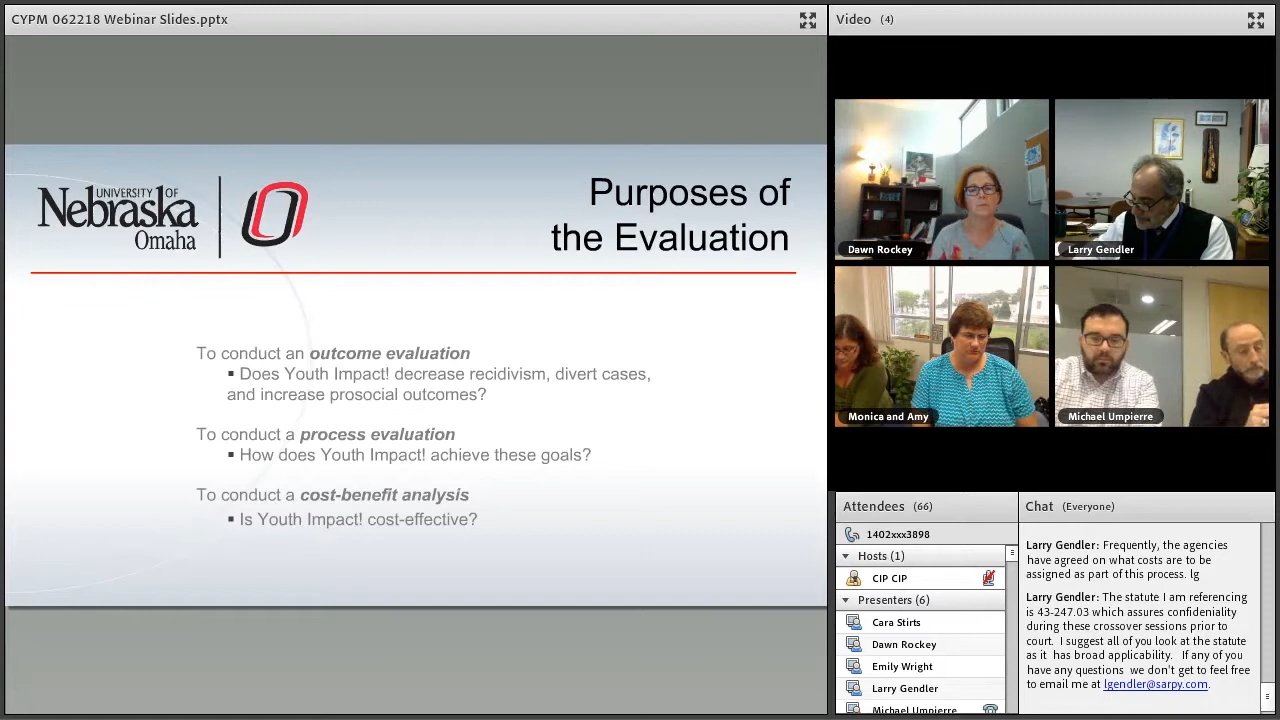 CYPM 062218 Webinar Slides.pptx
UNIVERSITY OF
Nebraska
Omaha
O
Purposes of
the Evaluation
To conduct an outcome evaluation
▪ Does Youth Impact! decrease recidivism, divert cases,
and increase prosocial outcomes?
To conduct a process evaluation
▪ How does Youth Impact! achieve these goals?
To conduct a cost-benefit analysis
▪ Is Youth Impact! cost-effective?
Video (4)
Dawn Rockey
Larry Gendler
Monica and Amy
Michael Umpierre
Attendees (66)
1402xxx3898
Hosts (1)
CIP CIP
Presenters (6)
Cara Stirts
Dawn Rockey
Emily Wright
Larry Gendler
Michael Umpierre
Chat (Everyone)
Larry Gendler: Frequently, the agencies
have agreed on what costs are to be
assigned as part of this process. lg
Larry Gendler: The statute I am referencing
is 43-247.03 which assures confideniality
during these crossover sessions prior to
court. I suggest all of you look at the statute
as it has broad applicability. If any of you
have any questions we don't get to feel free
to email me at lgendler@sarpy.com.